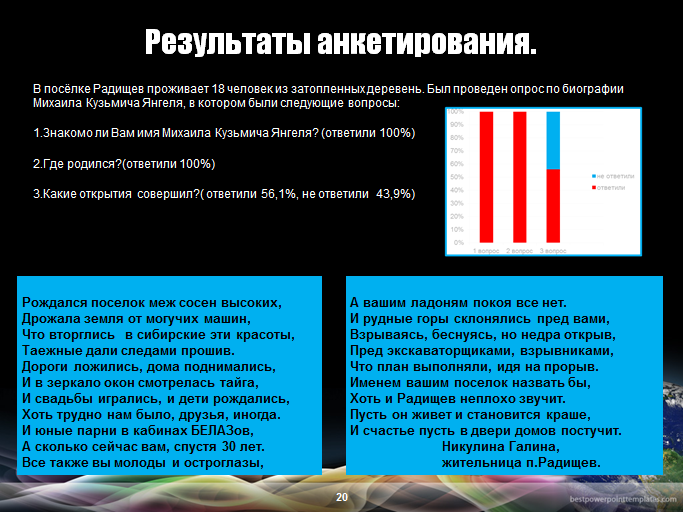 Результаты анкетирования.
В посёлке Радищев проживает 18 человек из затопленных деревень. Был проведен опрос по биографии
Михаила Кузьмича Янгеля, в котором были следующие вопросы:
1.Знакомо ли Вам имя Михаила Кузьмича Янгеля? (ответили 100%)
2.Где родился?(ответили 100%)
3.Какие открытия совершил?( ответили 56,1%, не ответили 43,9%)
100%
90%
80%
70%
60%
50%
40%
30%
20%
10%
0%
1 вопрос 2 вопрос 3 вопрос
не ответили
ответили
Рождался поселок меж сосен высоких,
Дрожала земля от могучих машин,
Что вторглись в сибирские эти красоты,
Таежные дали следами прошив.
Дороги ложились, дома поднимались,
И в зеркало окон смотрелась тайга,
И свадьбы игрались, и дети рождались,
Хоть трудно нам было, друзья, иногда.
И юные парни в кабинах БЕЛАЗов,
А сколько сейчас вам, спустя 30 лет.
Все также вы молоды и остроглазы,
А вашим ладоням покоя все нет.
И рудные горы склонялись пред вами,
Взрываясь, беснуясь, но недра открыв,
Пред экскаваторщиками, взрывниками,
Что план выполняли, идя на прорыв.
Именем вашим поселок назвать бы,
Хоть и Радищев неплохо звучит.
Пусть он живет и становится краше,
И счастье пусть в двери домов постучит.
Никулина Галина,
жительница п.Радищев.
20
bestpowerpointtemplates.com